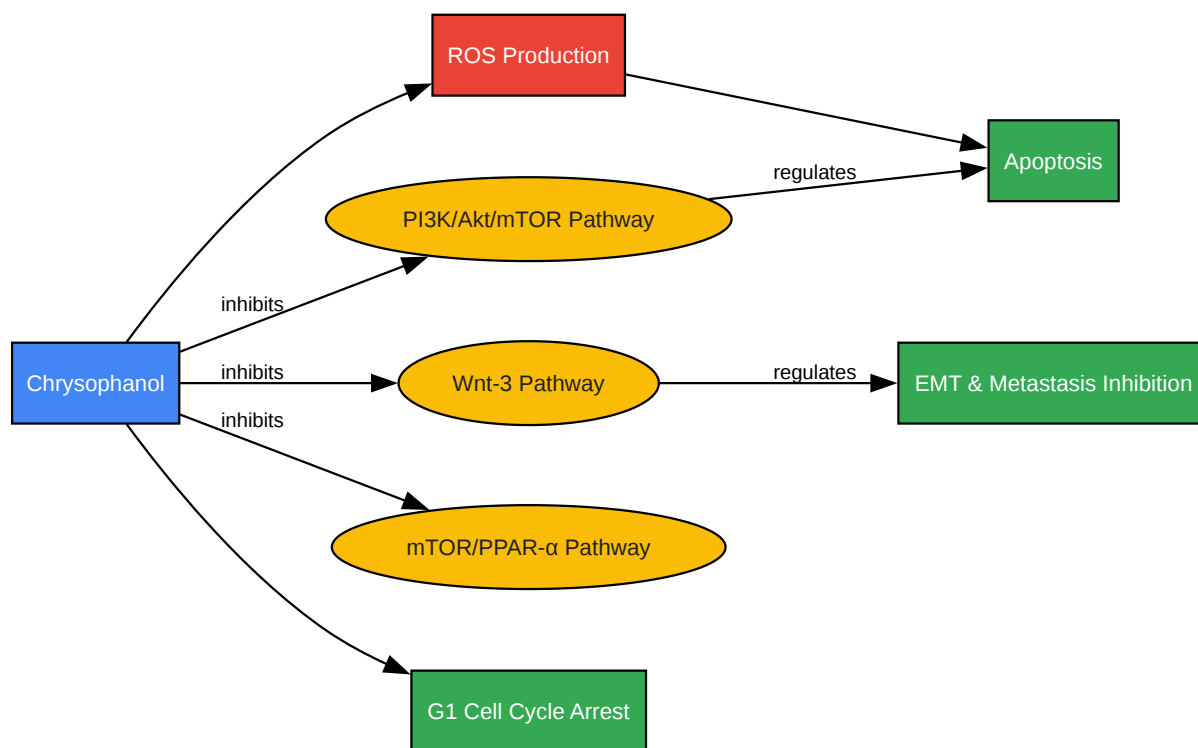 ROS Production
Apoptosis
regulates
PI3K/Akt/mTOR Pathway
inhibits
Chrysophanol
inhibits
Wnt-3 Pathway
regulates
EMT & Metastasis Inhibition
inhibits
mTOR/PPAR-α Pathway
G1 Cell Cycle Arrest